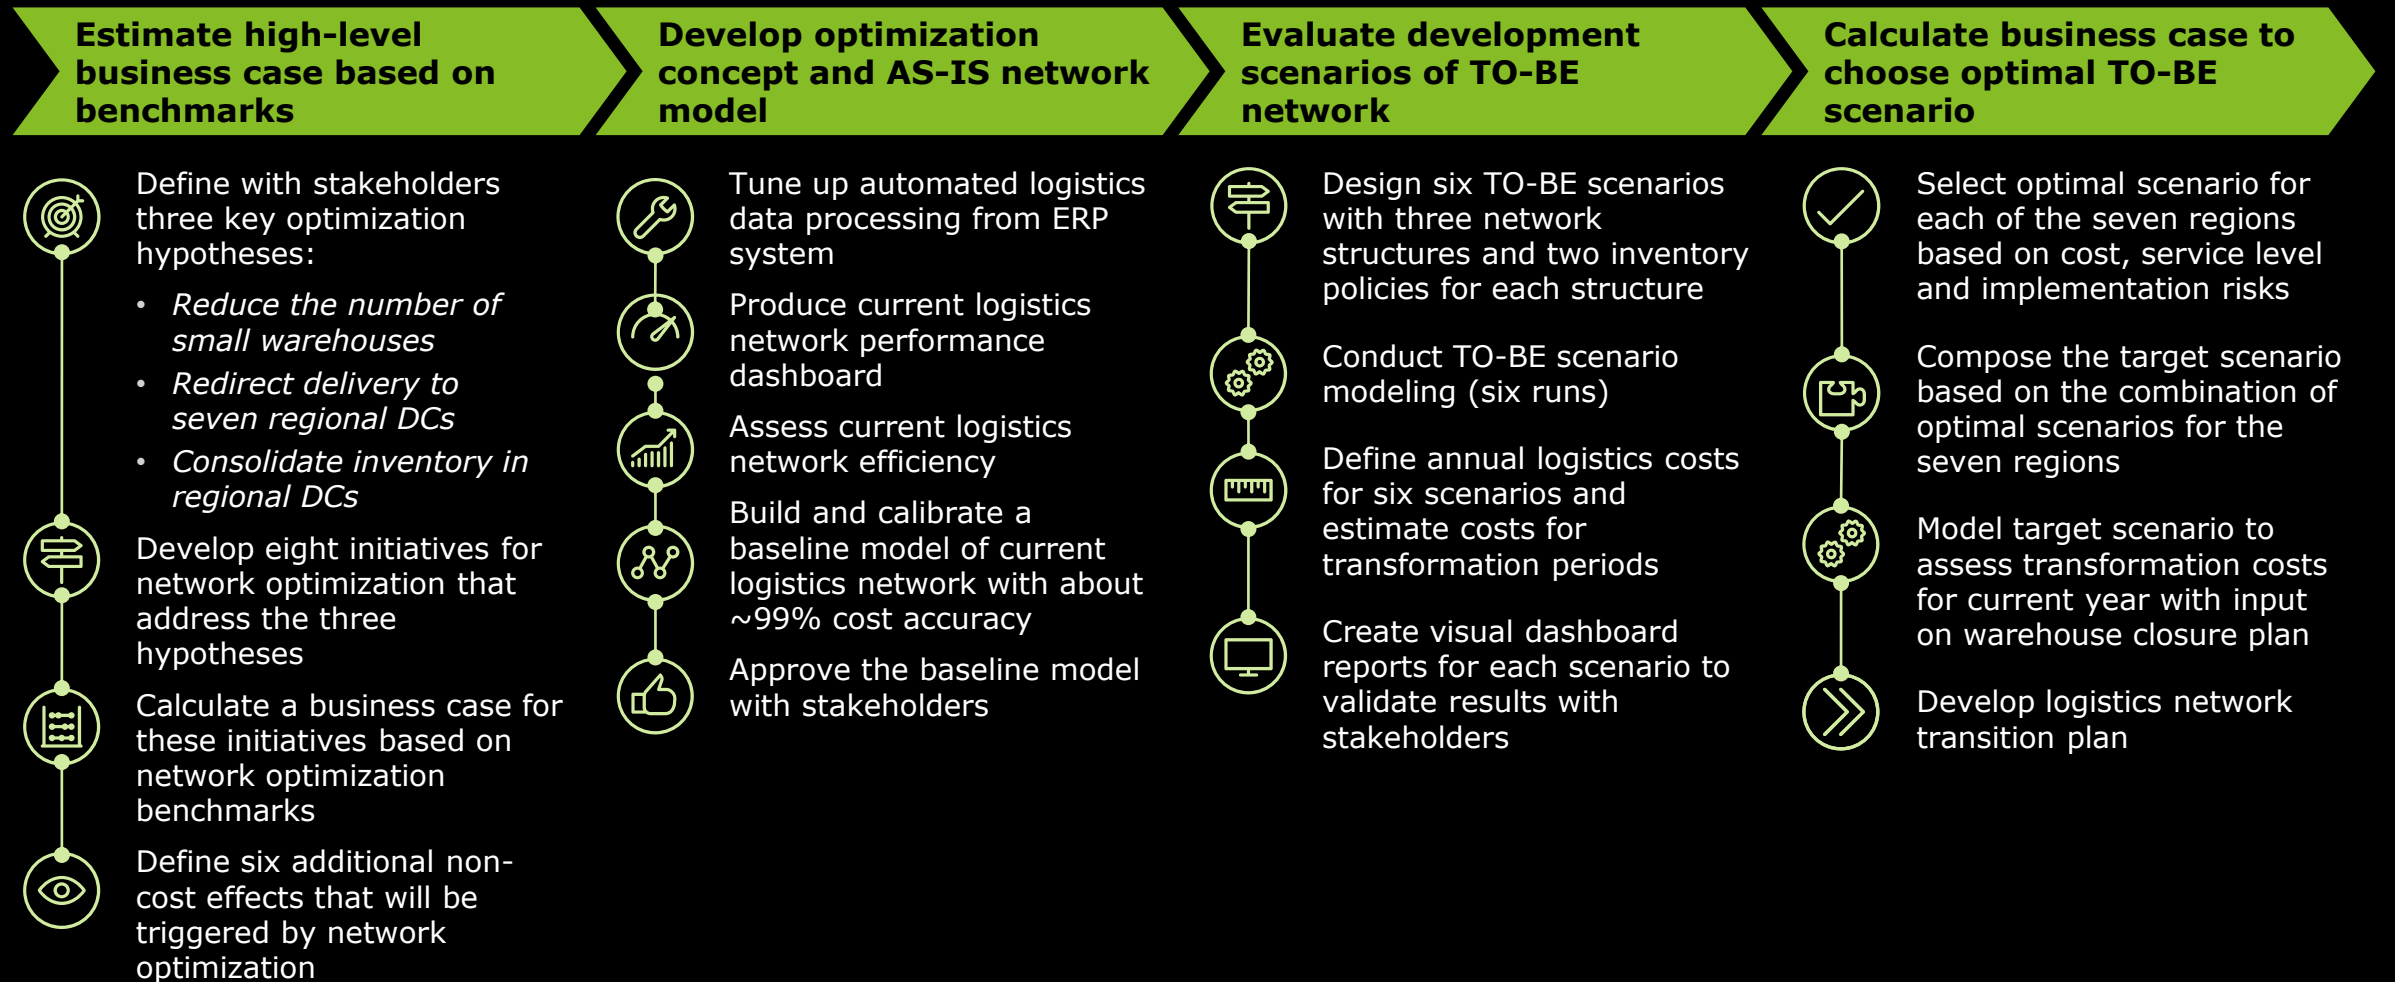 Estimate high-level
business case based on
benchmarks
Develop optimization
concept and AS-IS network
model
Evaluate development
scenarios of TO-BE
network
Calculate business case to
choose optimal TO-BE
scenario
Define with stakeholders
three key optimization
hypotheses:
• Reduce the number of
small warehouses
• Redirect delivery to
seven regional DCs
• Consolidate inventory in
regional DCs
Develop eight initiatives for
network optimization that
address the three
hypotheses
Calculate a business case for
these initiatives based on
network optimization
benchmarks
Define six additional non-
cost effects that will be
triggered by network
optimization
Tune up automated logistics
data processing from ERP
system
Produce current logistics
network performance
dashboard
Assess current logistics
network efficiency
Build and calibrate a
baseline model of current
logistics network with about
~99% cost accuracy
Approve the baseline model
with stakeholders
Design six TO-BE scenarios
with three network
structures and two inventory
policies for each structure
Conduct TO-BE scenario
modeling (six runs)
Define annual logistics costs
for six scenarios and
estimate costs for
transformation periods
Create visual dashboard
reports for each scenario to
validate results with
stakeholders
Select optimal scenario for
each of the seven regions
based on cost, service level
and implementation risks
Compose the target scenario
based on the combination of
optimal scenarios for the
seven regions
Model target scenario to
assess transformation costs
for current year with input
on warehouse closure plan
Develop logistics network
transition plan